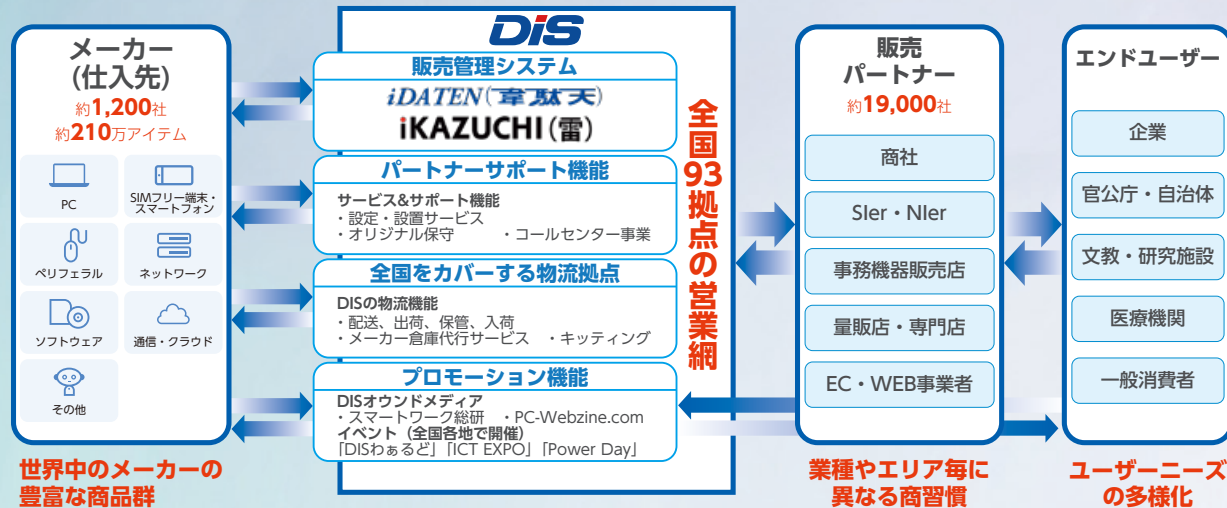 メーカー
(仕入先)
約1,200社
約210万アイテム
PC
SIMフリー端末・
スマートフォン
ペリフェラル
ネットワーク
ソフトウェア
通信・クラウド
その他
世界中のメーカーの
豊富な商品群
DiS
販売管理システム
iDATEN(韋駄天)
iKAZUCHI(雷)
パートナーサポート機能
サービス&サポート機能
・設定・設置サービス
・オリジナル保守 ・コールセンター事業
全国をカバーする物流拠点
DISの物流機能
・配送、出荷、保管、入荷
・メーカー倉庫代行サービス ・キッティング
プロモーション機能
DISオウンドメディア
・スマートワーク総研 ・PC-Webzine.com
イベント(全国各地で開催)
「DISわぁるど」「ICT EXPO」「Power Day」
全国93拠点の営業網
販売
パートナー
約19,000社
商社
SIer・NIer
事務機器販売店
量販店・専門店
EC・WEB事業者
業種やエリア毎に
異なる商習慣
エンドユーザー
企業
官公庁・自治体
文教・研究施設
医療機関
一般消費者
ユーザーニーズ
の多様化